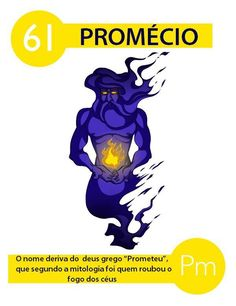 61 PROMÉCIO
O nome deriva do deus grego "Prometeu",
que segundo a mitologia foi quem roubou o
fogo dos céus
Pm